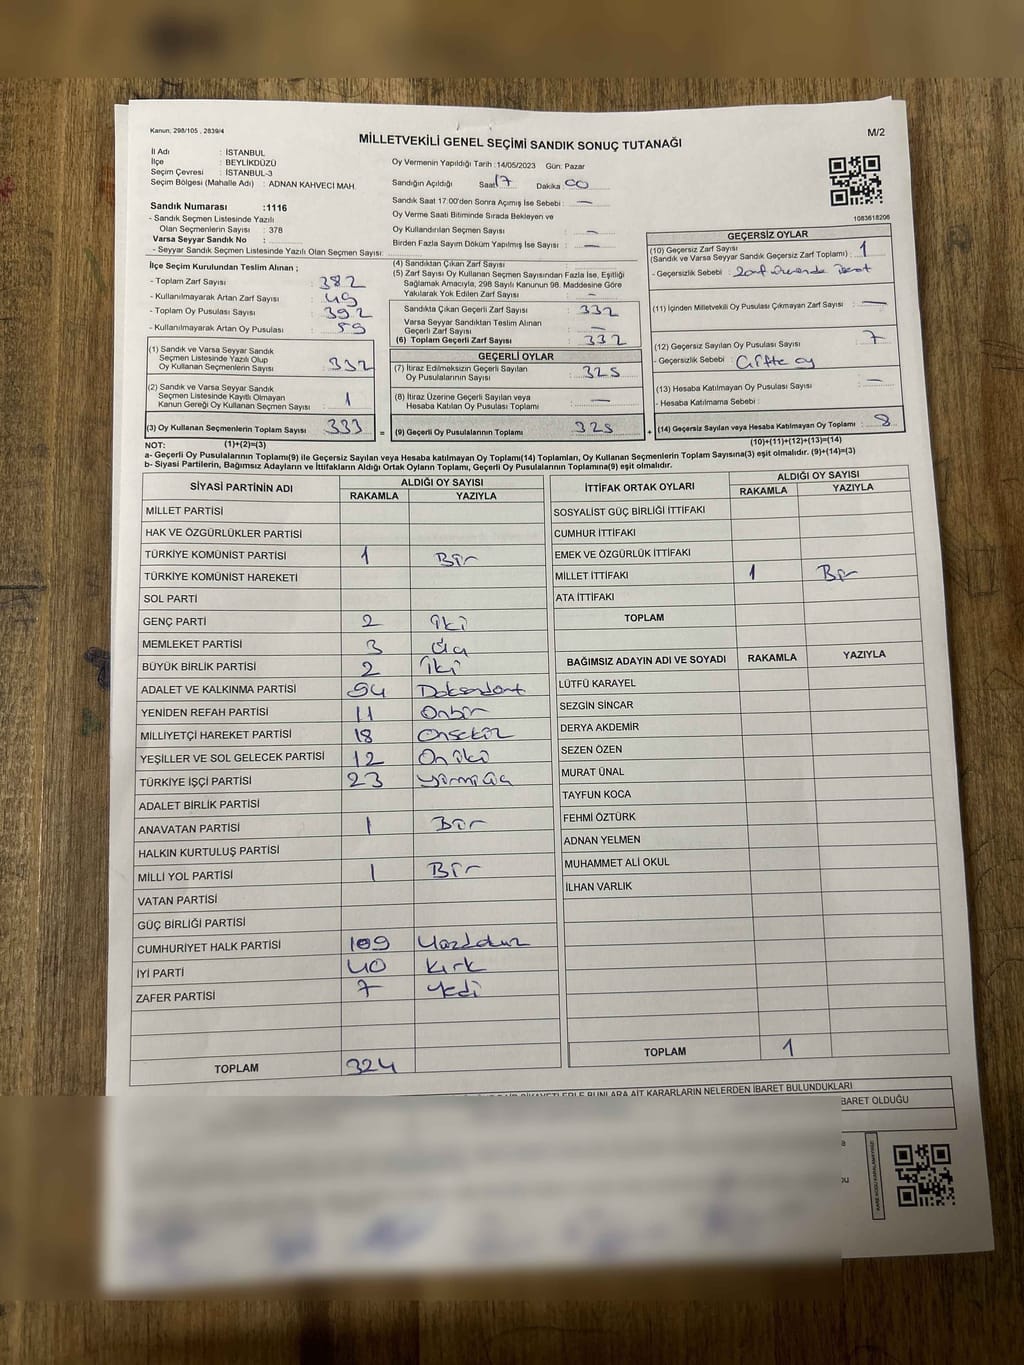 Kanun: 298/105 , 2839/4
MİLLETVEKİLİ GENEL SEÇİMİ SANDIK SONUÇ TUTANAĞI
M/2
İl Adı : İSTANBUL
İlçe : BEYLİKDÜZÜ
Seçim Çevresi : İSTANBUL-3
Seçim Bölgesi (Mahalle Adı) : ADNAN KAHVECİ MAH.
Oy Vermenin Yapıldığı Tarih :14/05/2023 Gün: Pazar
Sandığın Açıldığı Saat 17 Dakika 00
Sandık Saat 17:00'den Sonra Açılmış İse Sebebi : —
Oy Verme Saati Bitiminde Sırada Bekleyen ve
Oy Kullandırılan Seçmen Sayısı : —
Birden Fazla Sayım Döküm Yapılmış İse Sayısı : —
1083618206
Sandık Numarası :1116
- Sandık Seçmen Listesinde Yazılı
Olan Seçmenlerin Sayısı : 378
Varsa Seyyar Sandık No :
- Seyyar Sandık Seçmen Listesinde Yazılı Olan Seçmen Sayısı:
İlçe Seçim Kurulundan Teslim Alınan ;
- Toplam Zarf Sayısı : 382
- Kullanılmayarak Artan Zarf Sayısı : 49
- Toplam Oy Pusulası Sayısı : 392
- Kullanılmayarak Artan Oy Pusulası : 59
(1) Sandık ve Varsa Seyyar Sandık
Seçmen Listesinde Yazılı Olup
Oy Kullanan Seçmenlerin Sayısı : 332
(2) Sandık ve Varsa Seyyar Sandık
Seçmen Listesinde Kayıtlı Olmayan
Kanun Gereği Oy Kullanan Seçmen Sayısı : 1
(3) Oy Kullanan Seçmenlerin Toplam Sayısı : 333
(4) Sandıktan Çıkan Zarf Sayısı :
(5) Zarf Sayısı Oy Kullanan Seçmen Sayısından Fazla İse, Eşitliği
Sağlamak Amacıyla, 298 Sayılı Kanunun 98. Maddesine Göre
Yakılarak Yok Edilen Zarf Sayısı : —
Sandıkta Çıkan Geçerli Zarf Sayısı : 332
Varsa Seyyar Sandıktan Teslim Alınan
Geçerli Zarf Sayısı : —
(6) Toplam Geçerli Zarf Sayısı : 332
GEÇERLİ OYLAR
(7) İtiraz Edilmeksizin Geçerli Sayılan
Oy Pusulalarının Sayısı : 325
(8) İtiraz Üzerine Geçerli Sayılan veya
Hesaba Katılan Oy Pusulası Toplamı : —
= (9) Geçerli Oy Pusulalarının Toplamı : 325
GEÇERSİZ OYLAR
(10) Geçersiz Zarf Sayısı
(Sandık ve Varsa Seyyar Sandık Geçersiz Zarf Toplamı) : 1
- Geçersizlik Sebebi : Zarf üzerinde
(11) İçinden Milletvekili Oy Pusulası Çıkmayan Zarf Sayısı : —
(12) Geçersiz Sayılan Oy Pusulası Sayısı : 7
- Geçersizlik Sebebi : Çiftte oy
(13) Hesaba Katılmayan Oy Pusulası Sayısı : —
- Hesaba Katılmama Sebebi :
+ (14) Geçersiz Sayılan veya Hesaba Katılmayan Oy Toplamı : 8
NOT: (1)+(2)=(3)
(10)+(11)+(12)+(13)=(14)
a- Geçerli Oy Pusulalarının Toplamı(9) ile Geçersiz Sayılan veya Hesaba katılmayan Oy Toplamı(14) Toplamları, Oy Kullanan Seçmenlerin Toplam Sayısına(3) eşit olmalıdır. (9)+(14)=(3)
b- Siyasi Partilerin, Bağımsız Adayların ve İttifakların Aldığı Ortak Oyların Toplamı, Geçerli Oy Pusulalarının Toplamına(9) eşit olmalıdır.
SİYASİ PARTİNİN ADI ALDIĞI OY SAYISI
RAKAMLA YAZIYLA
MİLLET PARTİSİ
HAK VE ÖZGÜRLÜKLER PARTİSİ
TÜRKİYE KOMÜNİST PARTİSİ 1 Bir
TÜRKİYE KOMÜNİST HAREKETİ
SOL PARTİ
GENÇ PARTİ 2 iki
MEMLEKET PARTİSİ 3 Üç
BÜYÜK BİRLİK PARTİSİ 2 İki
ADALET VE KALKINMA PARTİSİ 94 Doksandört
YENİDEN REFAH PARTİSİ 11 Onbir
MİLLİYETÇİ HAREKET PARTİSİ 18 Onsekiz
YEŞİLLER VE SOL GELECEK PARTİSİ 12 On iki
TÜRKİYE İŞÇİ PARTİSİ 23 yirmiüç
ADALET BİRLİK PARTİSİ
ANAVATAN PARTİSİ 1 Bir
HALKIN KURTULUŞ PARTİSİ
MİLLİ YOL PARTİSİ 1 Bir
VATAN PARTİSİ
GÜÇ BİRLİĞİ PARTİSİ
CUMHURİYET HALK PARTİSİ 109
İYİ PARTİ 40 Kırk
ZAFER PARTİSİ 7 Yedi
TOPLAM 324
İTTİFAK ORTAK OYLARI ALDIĞI OY SAYISI
RAKAMLA YAZIYLA
SOSYALİST GÜÇ BİRLİĞİ İTTİFAKI
CUMHUR İTTİFAKI
EMEK VE ÖZGÜRLÜK İTTİFAKI
MİLLET İTTİFAKI 1 Bir
ATA İTTİFAKI
TOPLAM
BAĞIMSIZ ADAYIN ADI VE SOYADI RAKAMLA YAZIYLA
LÜTFÜ KARAYEL
SEZGİN SİNCAR
DERYA AKDEMİR
SEZEN ÖZEN
MURAT ÜNAL
TAYFUN KOCA
FEHMİ ÖZTÜRK
ADNAN YELMEN
MUHAMMET ALİ OKUL
İLHAN VARLIK
TOPLAM 1
BUNLARA AİT KARARLARIN NELERDEN İBARET BULUNDUKLARI
İBARET OLDUĞU